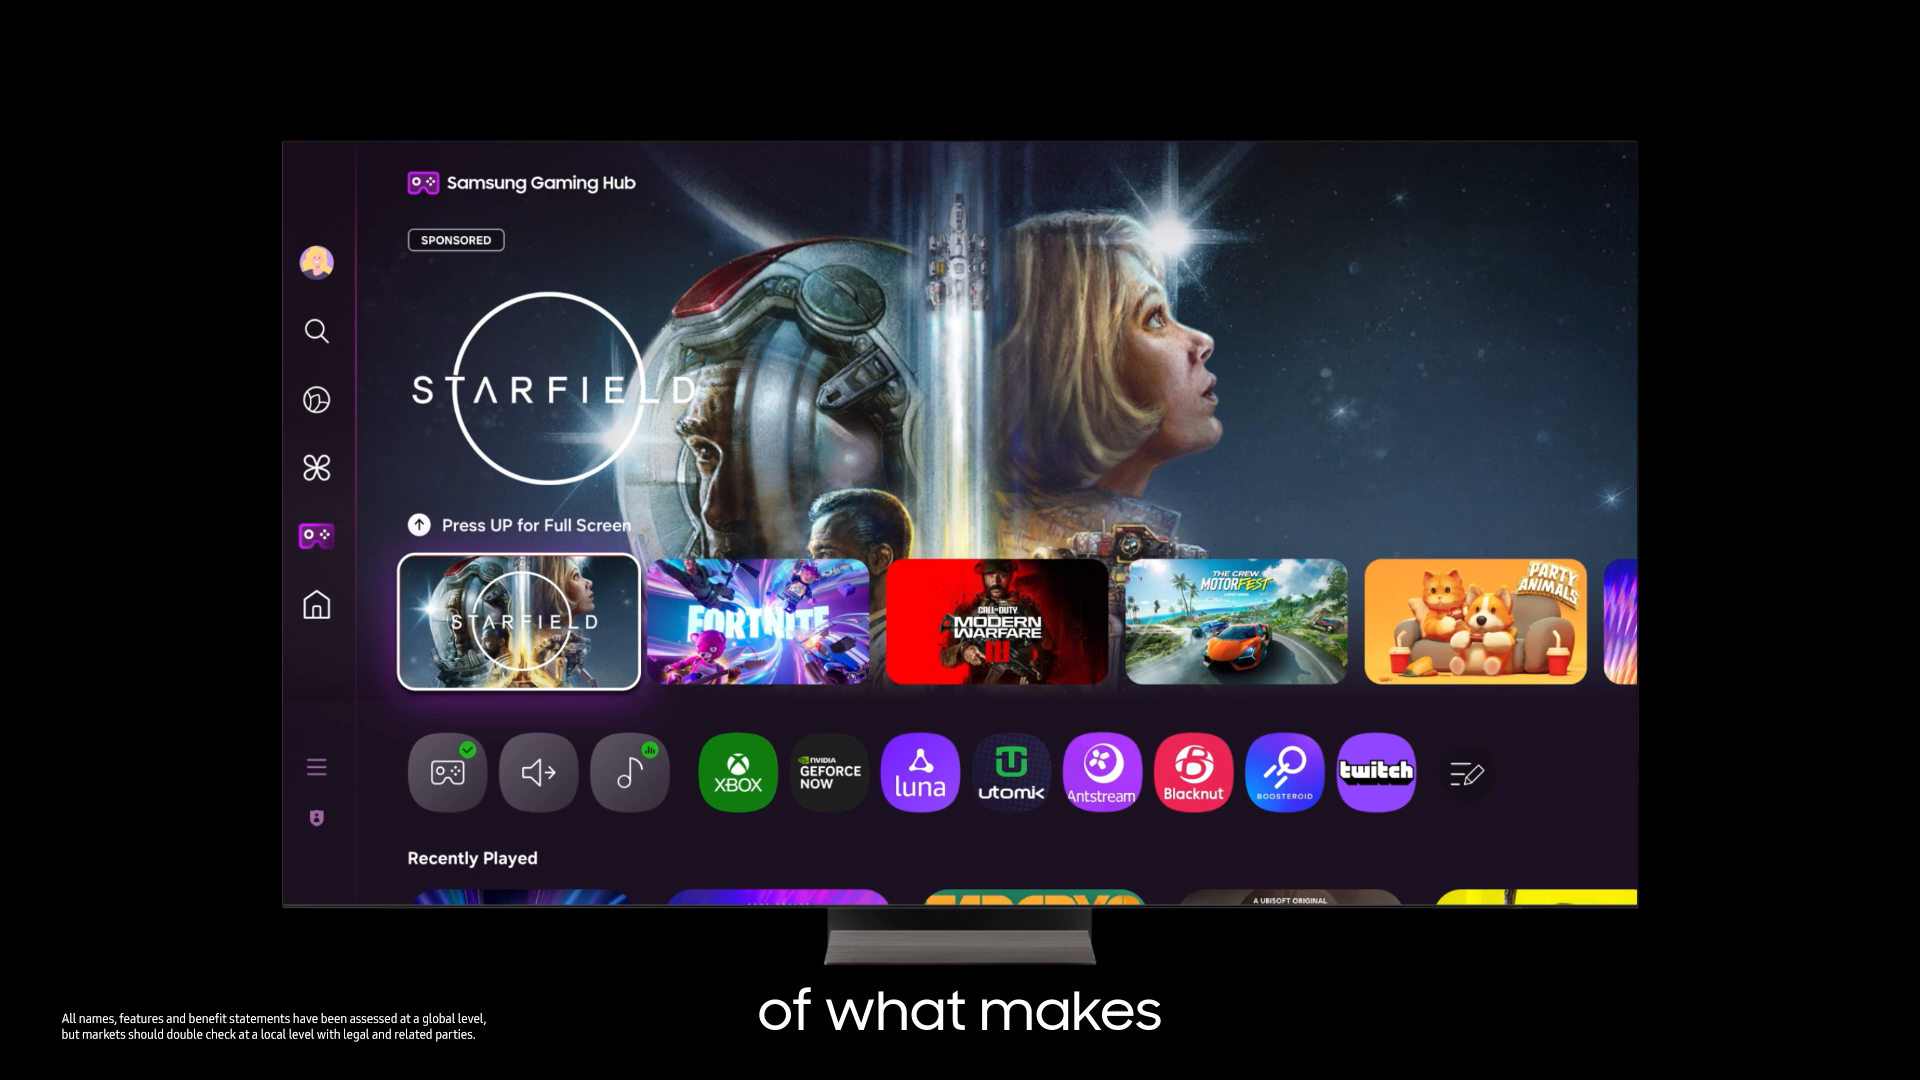 Samsung Gaming Hub
SPONSORED
STARFIELD
Press UP for Full Screen
STARFIELD
FORTNITE
CALL OF DUTY
MODERN
WARFARE
III
THE CREW
MOTORFEST
PARTY
ANIMALS
XBOX
NVIDIA
GEFORCE
NOW
luna
utomik
Antstream
Blacknut
BOOSTEROID
twitch
Recently Played
A UBISOFT ORIGINAL
of what makes
All names, features and benefit statements have been assessed at a global level,
but markets should double check at a local level with legal and related parties.